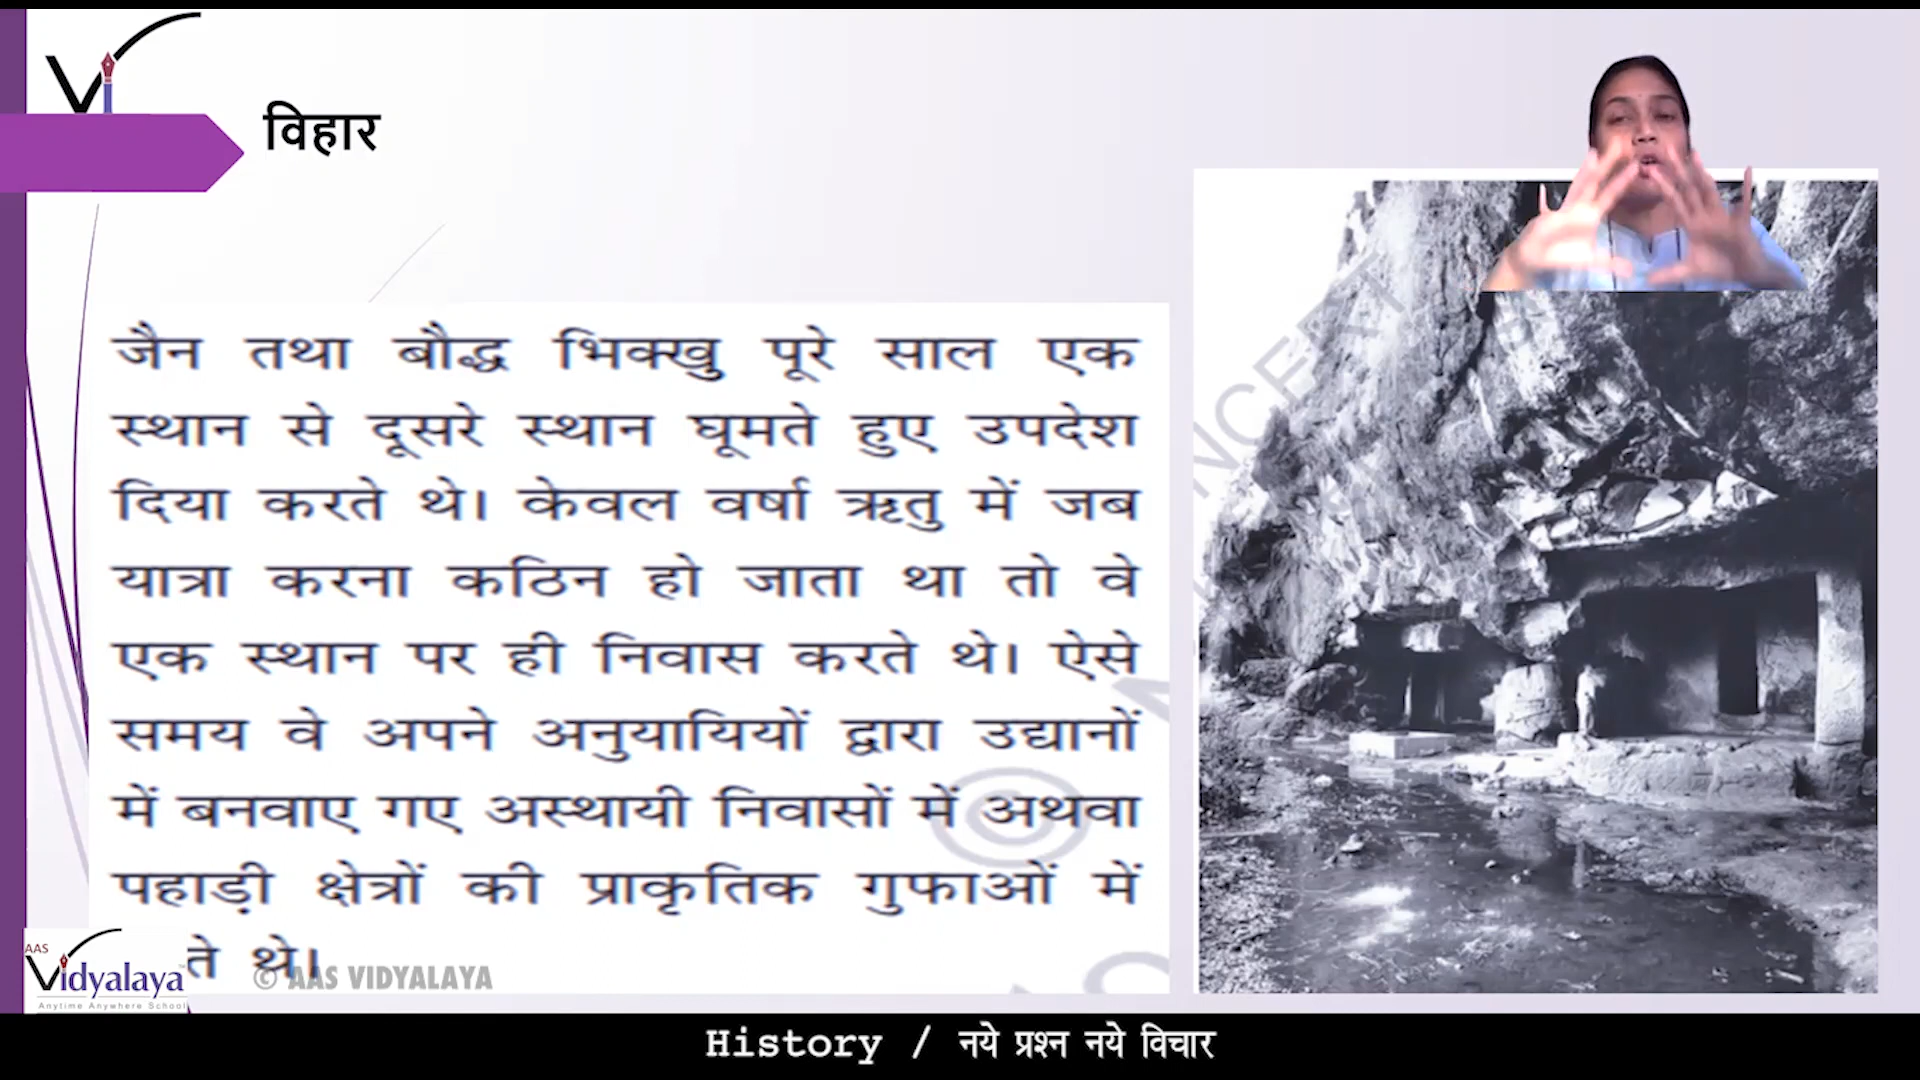 विहार
जैन तथा बौद्ध भिक्खु पूरे साल एक
स्थान से दूसरे स्थान घूमते हुए उपदेश
दिया करते थे। केवल वर्षा ऋतु में जब
यात्रा करना कठिन हो जाता था तो वे
एक स्थान पर ही निवास करते थे। ऐसे
समय वे अपने अनुयायियों द्वारा उद्यानों
में बनवाए गए अस्थायी निवासों में अथवा
पहाड़ी क्षेत्रों की प्राकृतिक गुफाओं में
ते थे।
© AAS VIDYALAYA
AAS
Vidyalaya
Anytime Anywhere School
History / नये प्रश्न नये विचार